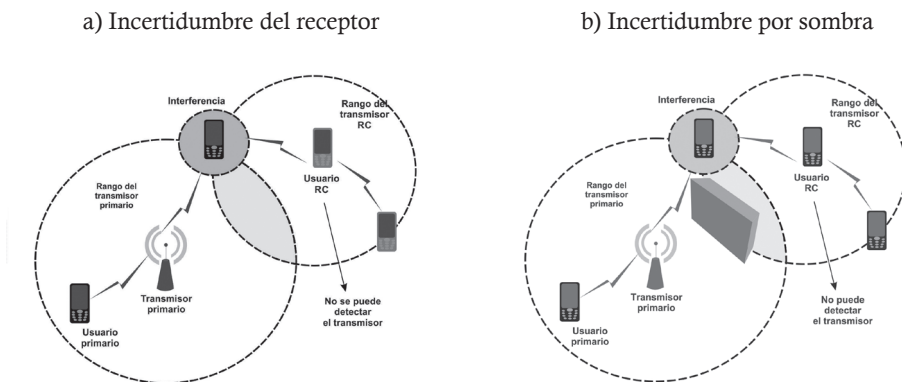 a) Incertidumbre del receptor
Interferencia
Rango del
transmisor
RC
Usuario
RC
Rango del
transmisor
primario
Transmisor
primario
Usuario
primario
No se puede
detectar
el transmisor
b) Incertidumbre por sombra
Interferencia
Rango del
transmisor
RC
Usuario
RC
Rango del
transmisor
primario
Transmisor
primario
Usuario
primario
No puede
detectar
el transmisor